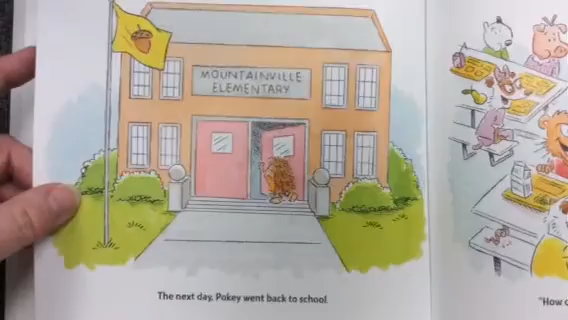 MOUNTAINVILLE
ELEMENTARY
The next day, Pokey went back to school.
"How